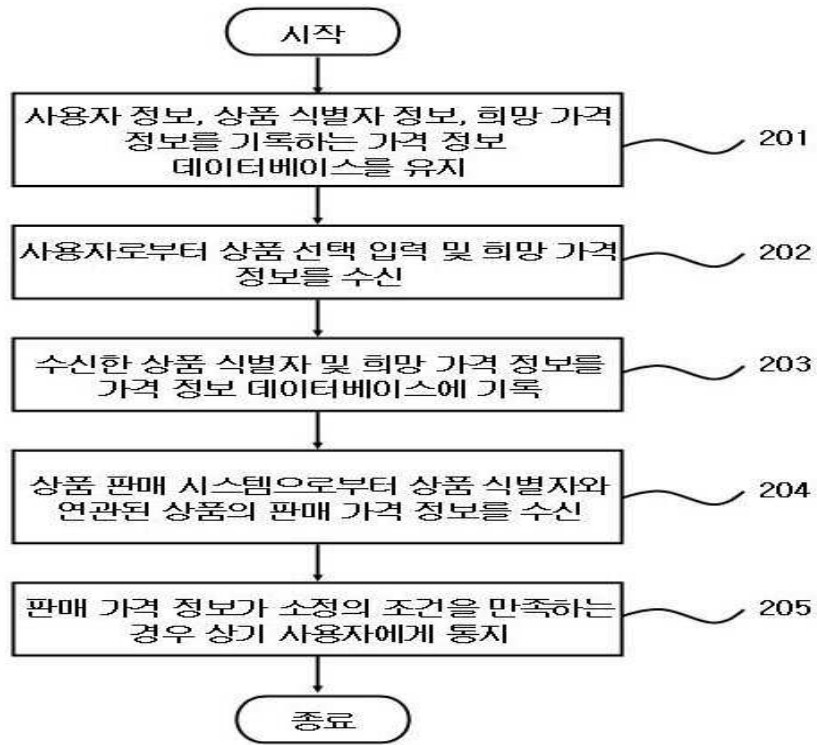 시작
사용자 정보, 상품 식별자 정보, 희망 가격
정보를 기록하는 가격 정보
데이터베이스를 유지
201
사용자로부터 상품 선택 입력 및 희망 가격
정보를 수신
202
수신한 상품 식별자 및 희망 가격 정보를
가격 정보 데이터베이스에 기록
203
상품 판매 시스템으로부터 상품 식별자와
연관된 상품의 판매 가격 정보를 수신
204
판매 가격 정보가 소정의 조건을 만족하는
경우 상기 사용자에게 통지
205
종료